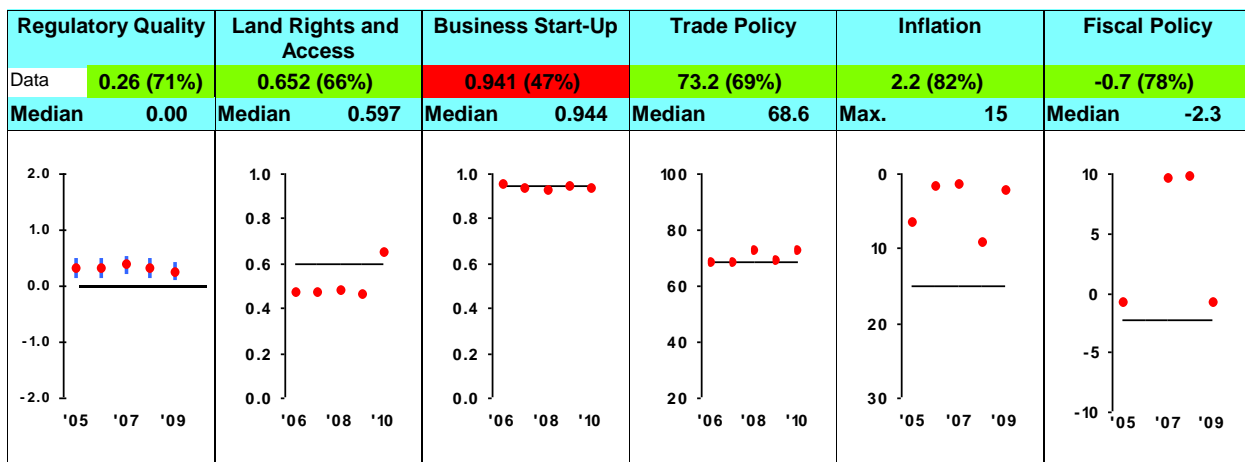 Regulatory Quality
Land Rights and Access
Business Start-Up
Trade Policy
Inflation
Fiscal Policy
Data 0.26 (71%)
0.652 (66%)
0.941 (47%)
73.2 (69%)
2.2 (82%)
-0.7 (78%)
Median 0.00
Median 0.597
Median 0.944
Median 68.6
Max. 15
Median -2.3
2.0
1.0
0.0
-1.0
-2.0
'05 '07 '09
1.0
0.8
0.6
0.4
0.2
0.0
'06 '08 '10
1.0
0.8
0.6
0.4
0.2
0.0
'06 '08 '10
100
80
60
40
20
'06 '08 '10
0
10
20
30
'05 '07 '09
10
5
0
-5
-10
'05 '07 '09